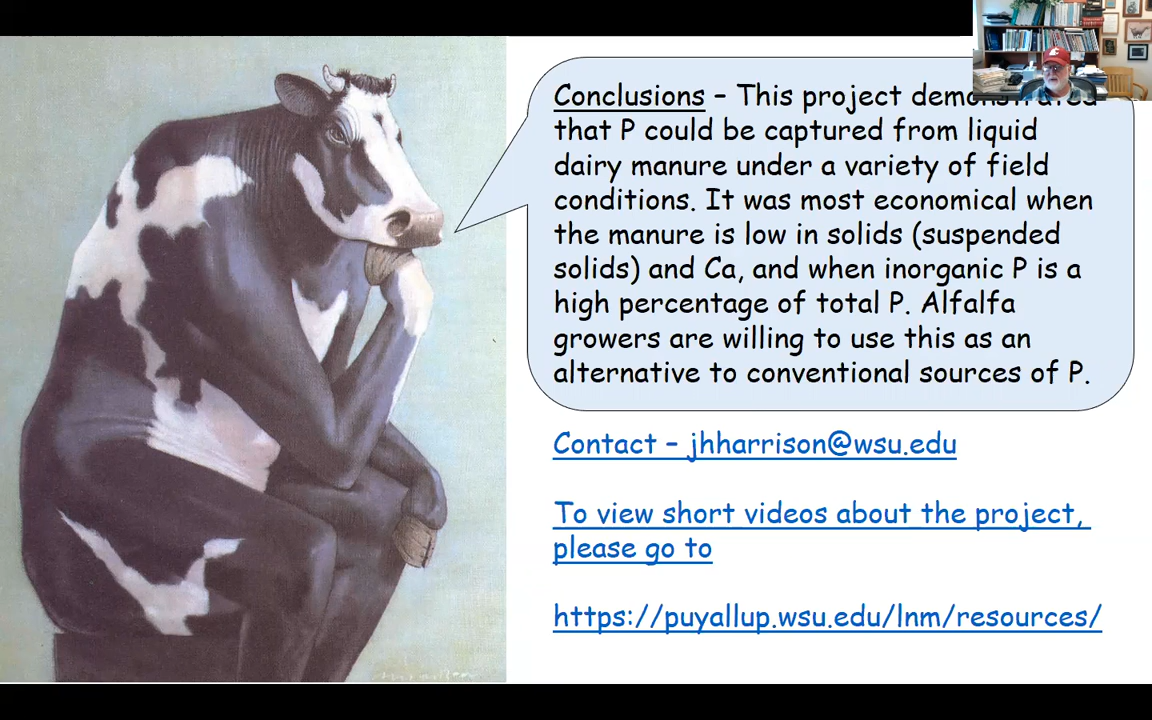 Conclusions – This project demonstrated
that P could be captured from liquid
dairy manure under a variety of field
conditions. It was most economical when
the manure is low in solids (suspended
solids) and Ca, and when inorganic P is a
high percentage of total P. Alfalfa
growers are willing to use this as an
alternative to conventional sources of P.
Contact – jhharrison@wsu.edu
To view short videos about the project,
please go to
https://puyallup.wsu.edu/lnm/resources/